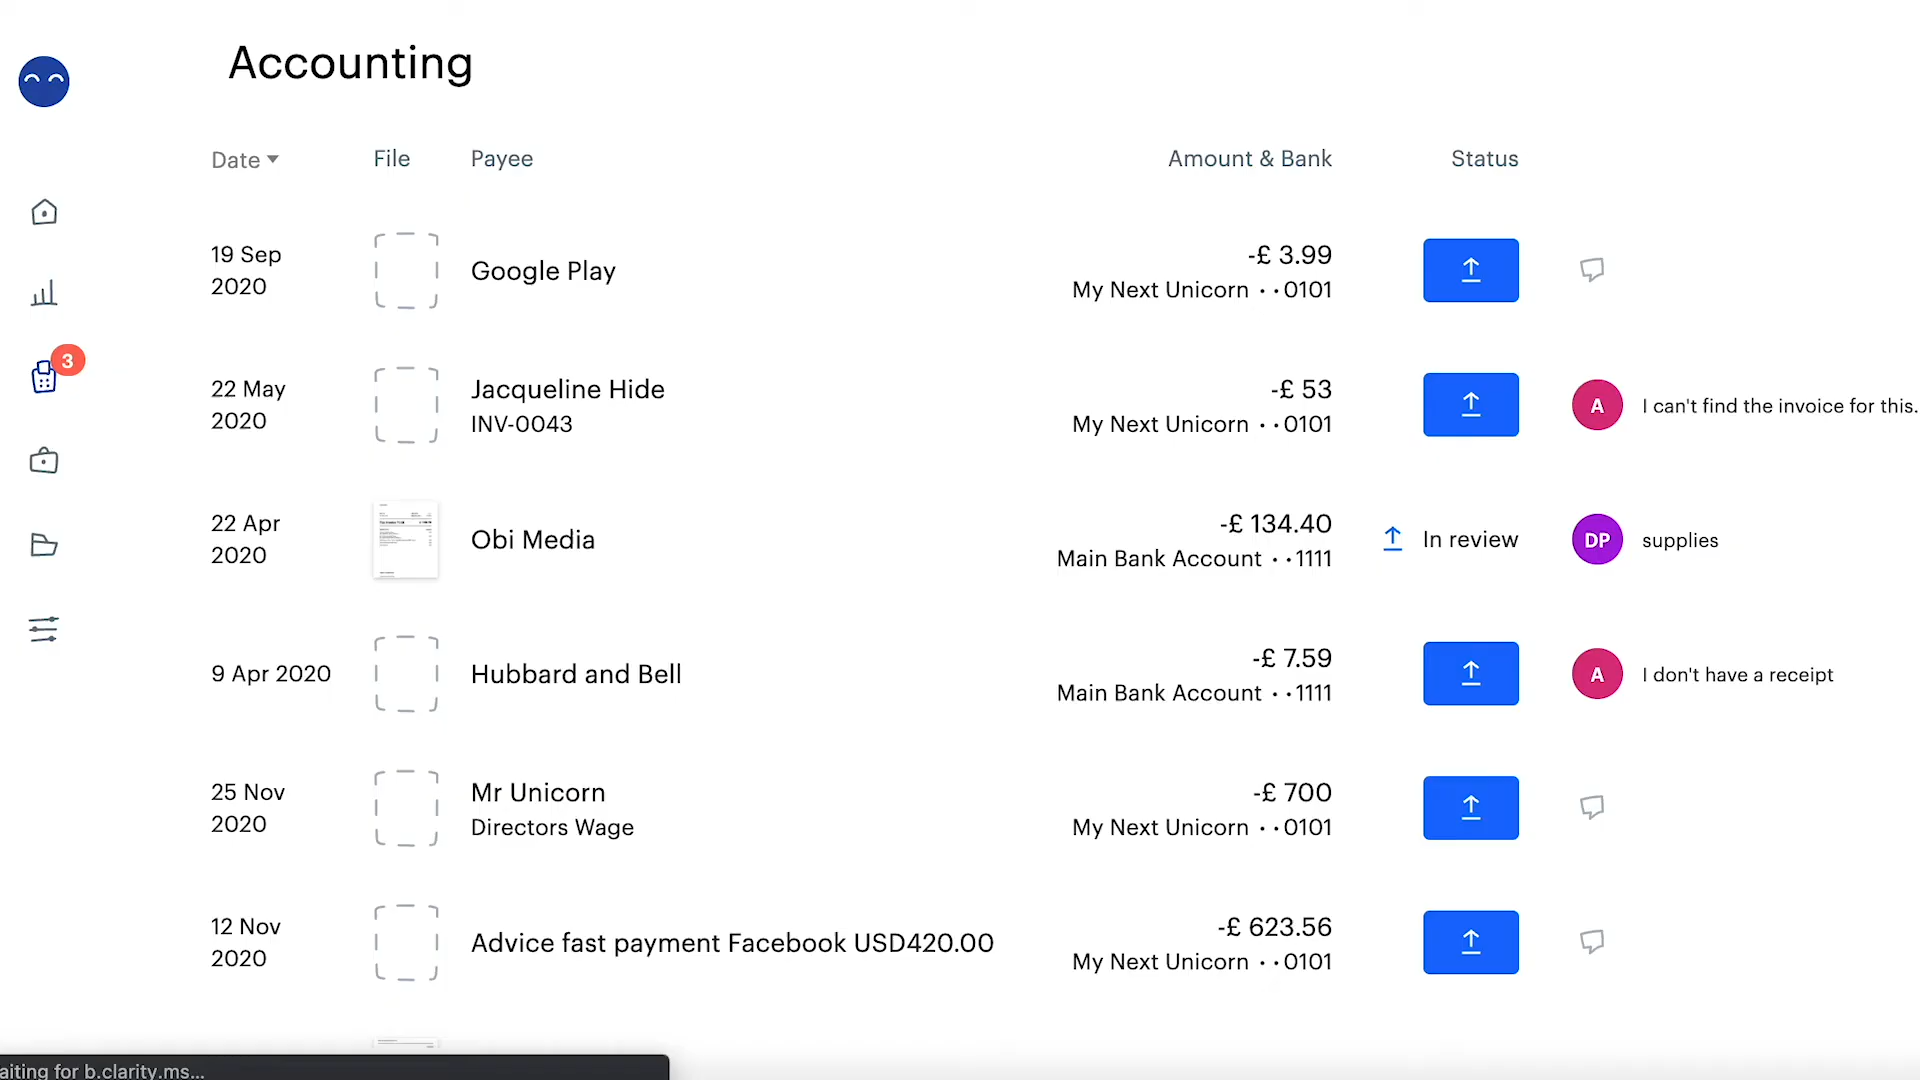 Accounting
Date File Payee Amount & Bank Status
19 Sep
2020
Google Play
-£ 3.99
My Next Unicorn ··0101
3
22 May
2020
Jacqueline Hide
INV-0043
-£ 53
My Next Unicorn ··0101
A I can't find the invoice for this.
22 Apr
2020
Obi Media
-£ 134.40
Main Bank Account ··1111
In review
DP supplies
9 Apr 2020
Hubbard and Bell
-£ 7.59
Main Bank Account ··1111
A I don't have a receipt
25 Nov
2020
Mr Unicorn
Directors Wage
-£ 700
My Next Unicorn ··0101
12 Nov
2020
Advice fast payment Facebook USD420.00
-£ 623.56
My Next Unicorn ··0101
aiting for b.clarity.ms...